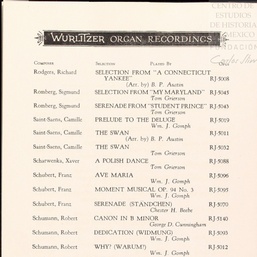 CENTRO DE
ESTUDIOS
DE HISTORIA
DE MEXICO
FUNDACION
WURLITZER ORGAN RECORDINGS
COMPOSER SELECTION PLAYED BY
Rodgers, Richard SELECTION FROM "A CONNECTICUT
YANKEE" RJ-5008
(Arr. by) B. P. Austin
Romberg, Sigmund SELECTION FROM "MY MARYLAND" RJ-5045
Tom Grierson
Romberg, Sigmund SERENADE FROM "STUDENT PRINCE" RJ-5043
Tom Grierson
Saint-Saens, Camille PRELUDE TO THE DELUGE RJ-5019
Wm. J. Gomph
Saint-Saens, Camille THE SWAN RJ-5011
(Arr. by) B. P. Austin
Saint-Saens, Camille THE SWAN RJ-5032
Tom Grierson
Scharwenka, Xaver A POLISH DANCE RJ-5088
Wm. J. Gomph
Schubert, Franz AVE MARIA RJ-5096
Wm. J. Gomph
Schubert, Franz MOMENT MUSICAL OP. 94 No. 3 RJ-5095
Wm. J. Gomph
Schubert, Franz SERENADE (STANDCHEN) RJ-5070
Chester H. Beebe
Schumann, Robert CANON IN B MINOR RJ-5140
George D. Cunningham
Schumann, Robert DEDICATION (WIDMUNG) RJ-5093
Wm. J. Gomph
Schumann, Robert WHY? (WARUM?) RJ-5012
Wm. J. Gomph